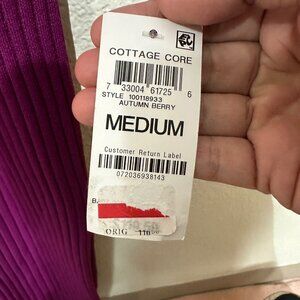 COTTAGE CORE
7 33004 61725 6
STYLE 100118933
AUTUMN BERRY
MEDIUM
Customer Return Label
072036938143
ORIG